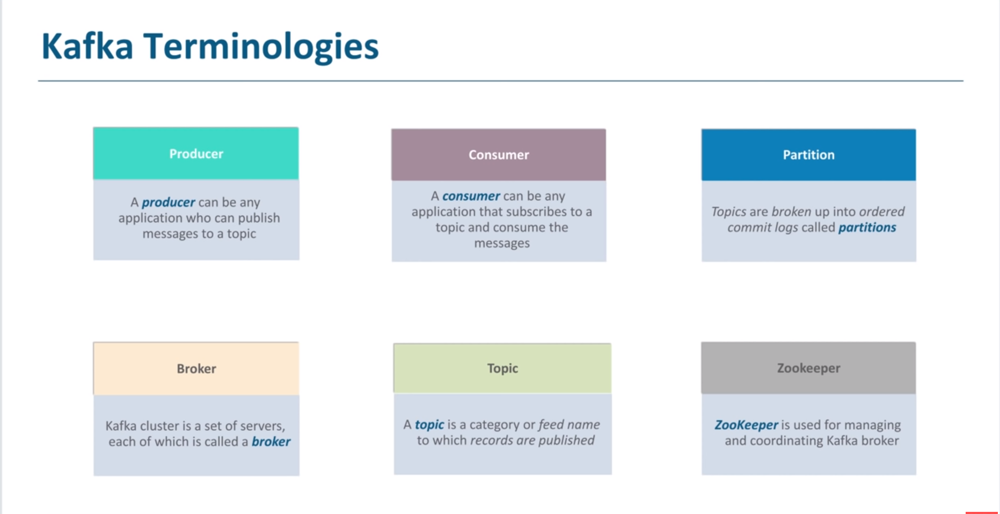 Kafka Terminologies
Producer
A producer can be any
application who can publish
messages to a topic
Consumer
A consumer can be any
application that subscribes to a
topic and consume the
messages
Partition
Topics are broken up into ordered
commit logs called partitions
Broker
Kafka cluster is a set of servers,
each of which is called a broker
Topic
A topic is a category or feed name
to which records are published
Zookeeper
ZooKeeper is used for managing
and coordinating Kafka broker